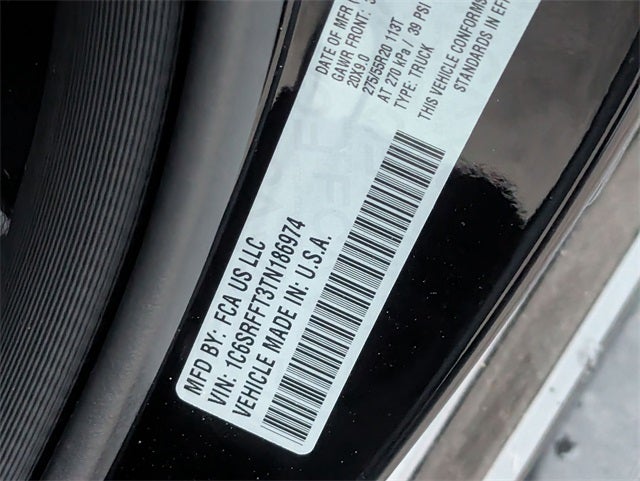 DATE OF MFR
GAWR FRONT:
20X9.0
275/55R20 113T
AT 270 kPa / 39 PSI
TYPE: TRUCK
THIS VEHICLE CONFORMS
STANDARDS IN
MFD BY: FCA US LLC
VIN: 1C6SRFFT3TN186974
VEHICLE MADE IN: U.S.A.